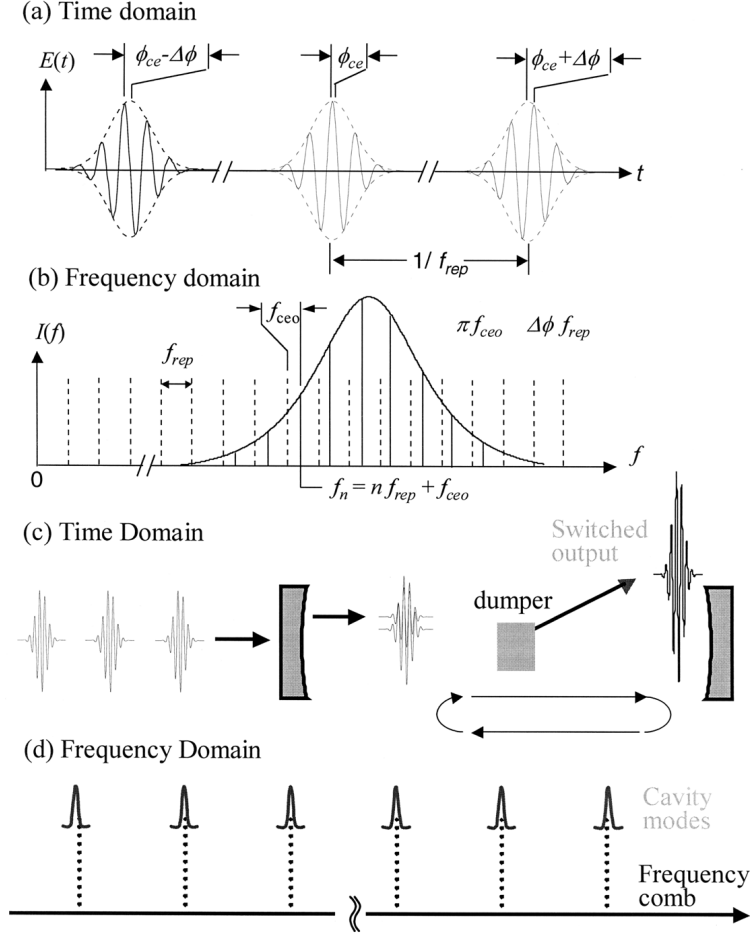 (a) Time domain
ϕce-Δϕ
ϕce
ϕce+Δϕ
E(t)
t
1/ frep
(b) Frequency domain
fceo
I(f)
frep
π fceo Δϕ frep
f
0
fn = n frep + fceo
(c) Time Domain
Switched
output
dumper
(d) Frequency Domain
Cavity
modes
Frequency
comb